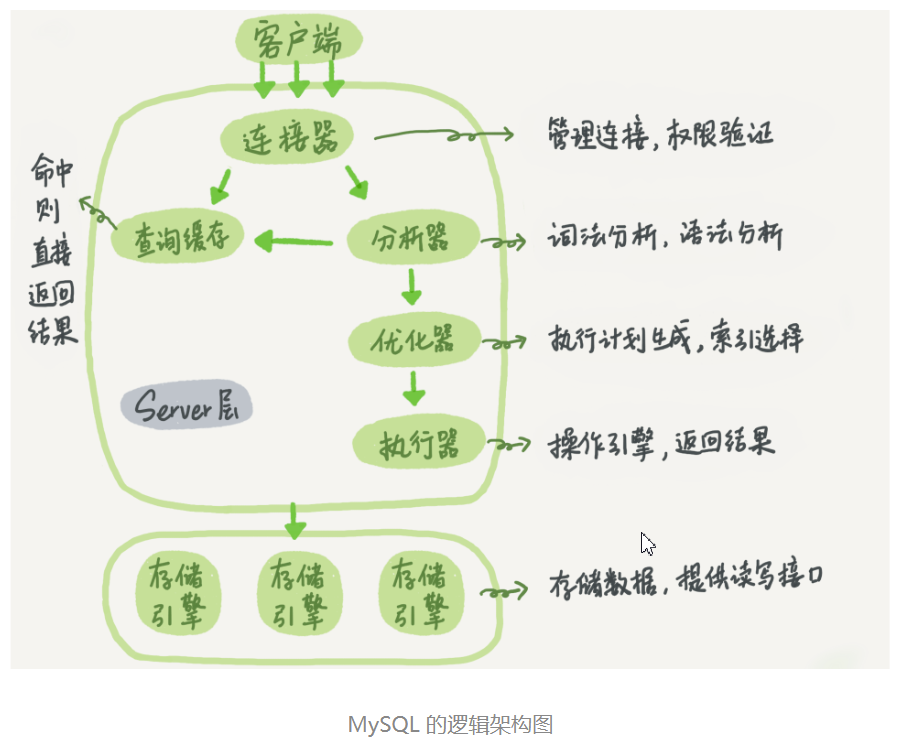 客户端
连接器
管理连接,权限验证
命中
则
直接
返回
结果
查询缓存
分析器
词法分析,语法分析
优化器
执行计划生成,索引选择
Server层
执行器
操作引擎,返回结果
存储
引擎
存储
引擎
存储
引擎
存储数据,提供读写接口
MySQL 的逻辑架构图